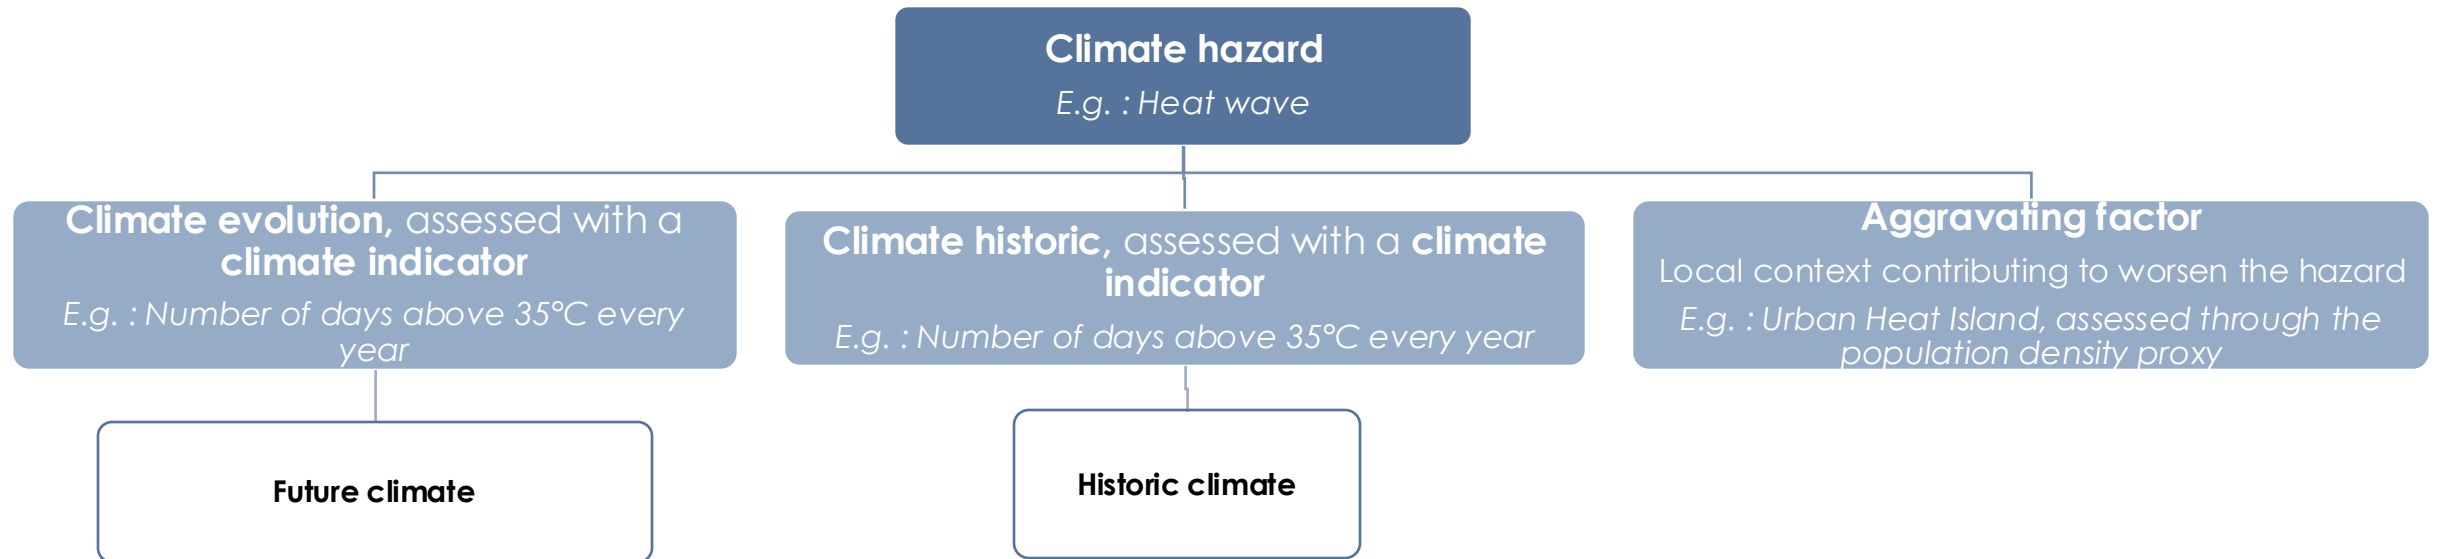 Climate hazard
E.g. : Heat wave
Climate evolution, assessed with a
climate indicator
E.g. : Number of days above 35°C every
year
Climate historic, assessed with a climate
indicator
E.g. : Number of days above 35°C every year
Aggravating factor
Local context contributing to worsen the hazard
E.g. : Urban Heat Island, assessed through the
population density proxy
Future climate
Historic climate